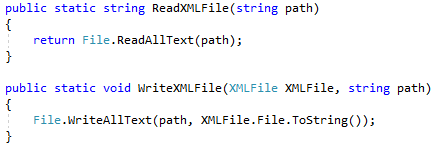 public static string ReadXMLFile(string path)
{
    return File.ReadAllText(path);
}
public static void WriteXMLFile(XMLFile XMLFile, string path)
{
    File.WriteAllText(path, XMLFile.File.ToString());
}